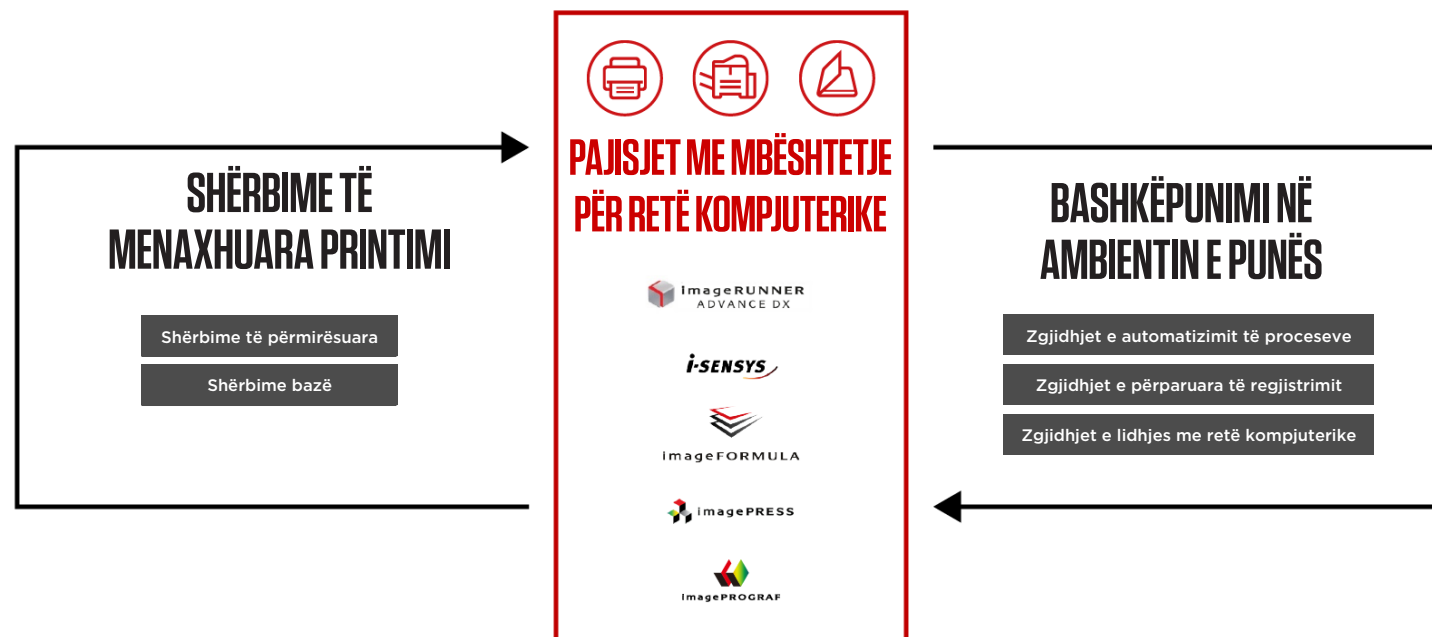 SHËRBIME TË
MENAXHUARA PRINTIMI
Shërbime të përmirësuara
Shërbime bazë
PAJISJET ME MBËSHTETJE
PËR RETË KOMPJUTERIKE
imageRUNNER
ADVANCE DX
i-SENSYS
imageFORMULA
imagePRESS
imagePROGRAF
BASHKËPUNIMI NË
AMBIENTIN E PUNËS
Zgjidhjet e automatizimit të proceseve
Zgjidhjet e përparuara të regjistrimit
Zgjidhjet e lidhjes me retë kompjuterike